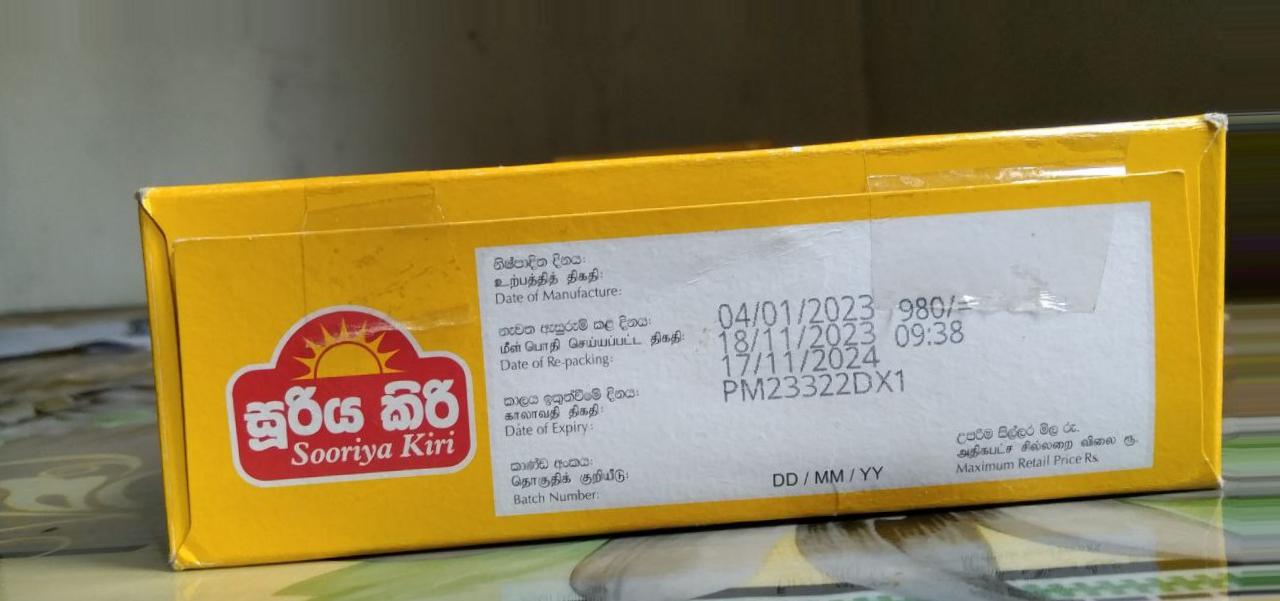 සූරිය කිරි
Sooriya Kiri
නිෂ්පාදිත දිනය:
உற்பத்தித் திகதி:
Date of Manufacture:
නැවත ඇසුරුම් කළ දිනය:
மீள் பொதி செய்யப்பட்ட திகதி:
Date of Re-packing:
කාලය ඉකුත්වීමේ දිනය:
காலாவதி திகதி:
Date of Expiry:
කාණ්ඩ අංකය:
தொகுதிக் குறியீடு:
Batch Number:
04/01/2023 980/=
18/11/2023 09:38
17/11/2024
PM23322DX1
DD / MM / YY
උපරිම සිල්ලර මිල රු.
அதிகபட்ச சில்லறை விலை ரூ.
Maximum Retail Price Rs.